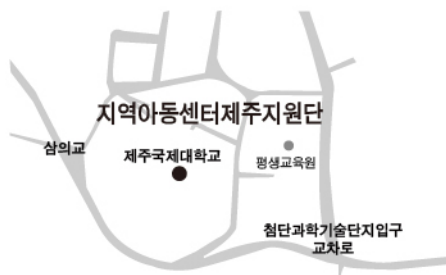 지역아동센터제주지원단
삼의교
제주국제대학교
평생교육원
첨단과학기술단지입구
교차로